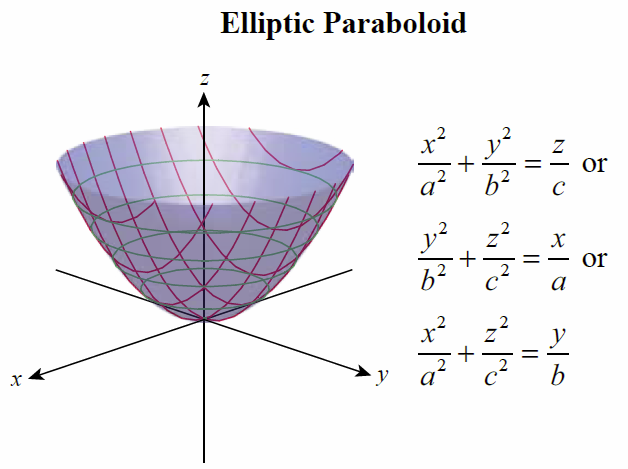 Elliptic Paraboloid
z
x²/a² + y²/b² = z/c or
y²/b² + z²/c² = x/a or
x²/a² + z²/c² = y/b
x
y